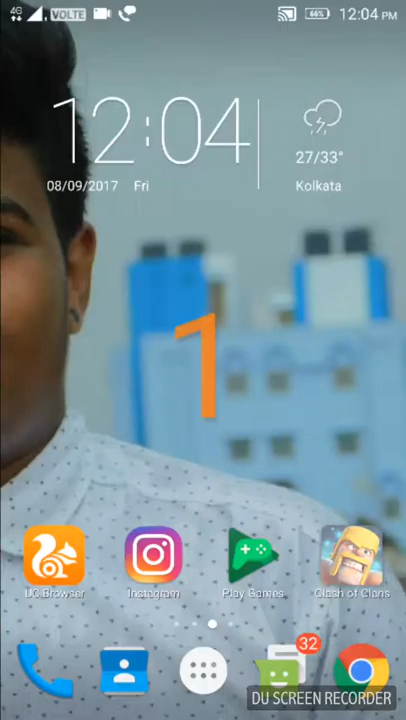 4G VOLTE 66% 12:04 PM
12:04
27/33°
08/09/2017 Fri Kolkata
1
UC Browser Instagram Play Games Clash of Clans
32
DU SCREEN RECORDER